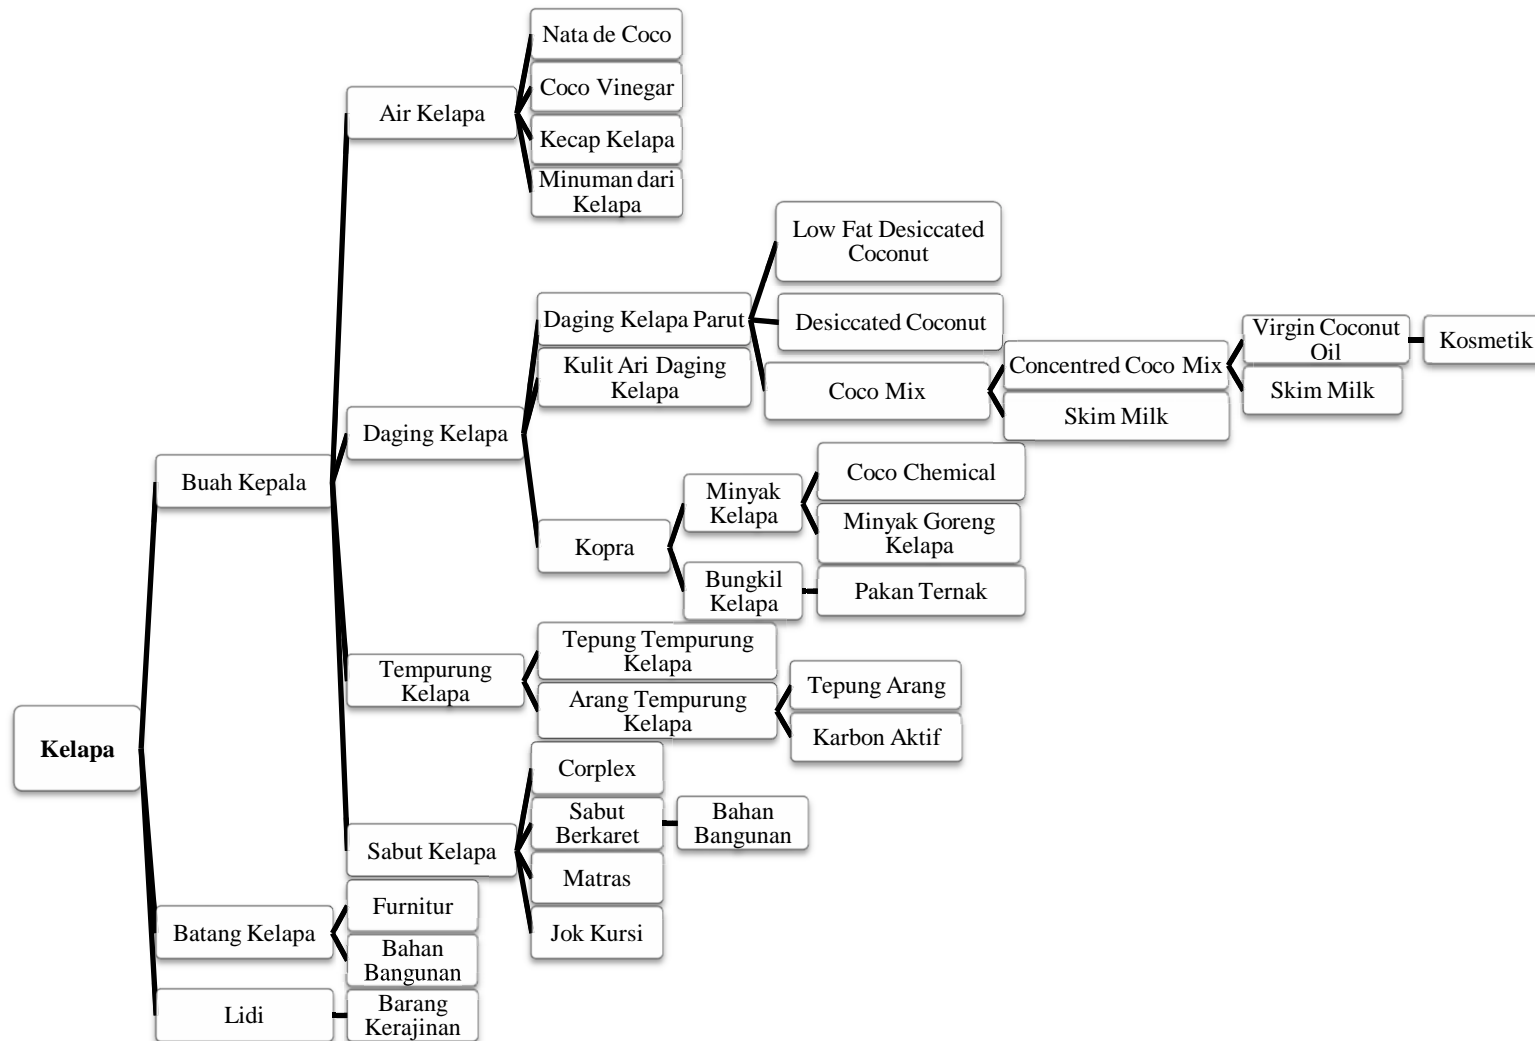 Nata de Coco
Coco Vinegar
Air Kelapa
Kecap Kelapa
Minuman dari
Kelapa
Low Fat Desiccated
Coconut
Daging Kelapa Parut
Desiccated Coconut
Kulit Ari Daging
Kelapa
Coco Mix
Concentred Coco Mix
Skim Milk
Virgin Coconut
Oil
Skim Milk
Kosmetik
Daging Kelapa
Buah Kepala
Kopra
Minyak
Kelapa
Coco Chemical
Minyak Goreng
Kelapa
Bungkil
Kelapa
Pakan Ternak
Tempurung
Kelapa
Tepung Tempurung
Kelapa
Arang Tempurung
Kelapa
Tepung Arang
Karbon Aktif
Kelapa
Sabut Kelapa
Corplex
Sabut
Berkaret
Bahan
Bangunan
Matras
Jok Kursi
Batang Kelapa
Furnitur
Bahan
Bangunan
Lidi
Barang
Kerajinan